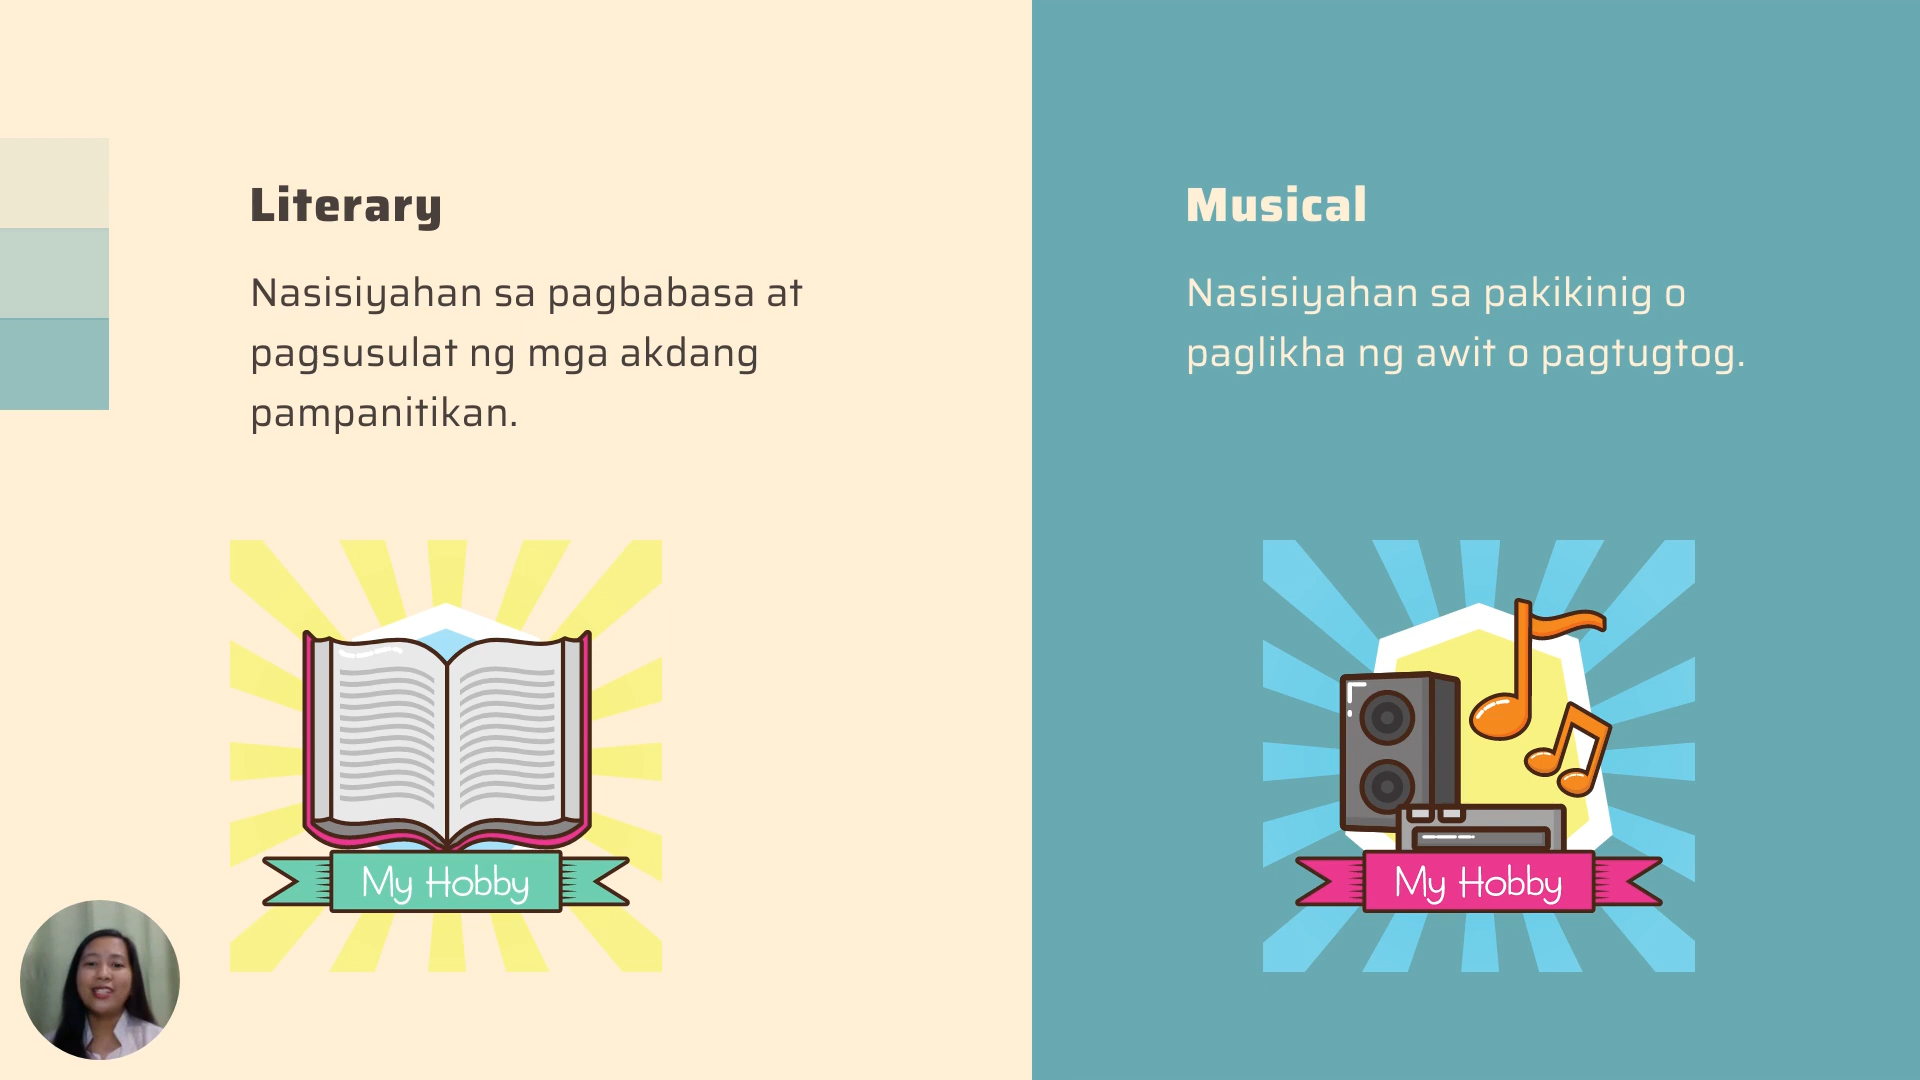 Literary
Nasisiyahan sa pagbabasa at
pagsusulat ng mga akdang
pampanitikan.
My Hobby
Musical
Nasisiyahan sa pakikinig o
paglikha ng awit o pagtugtog.
My Hobby